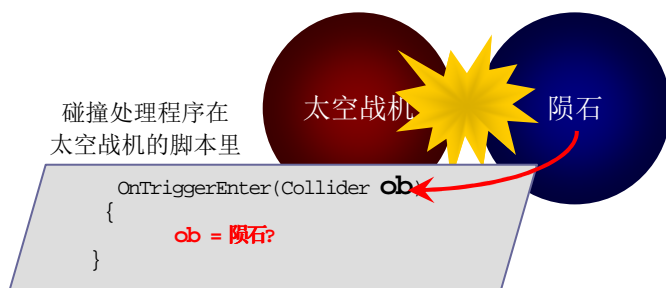 太空战机
陨石
碰撞处理程序在
太空战机的脚本里
OnTriggerEnter(Collider ob)
{
ob = 陨石?
}